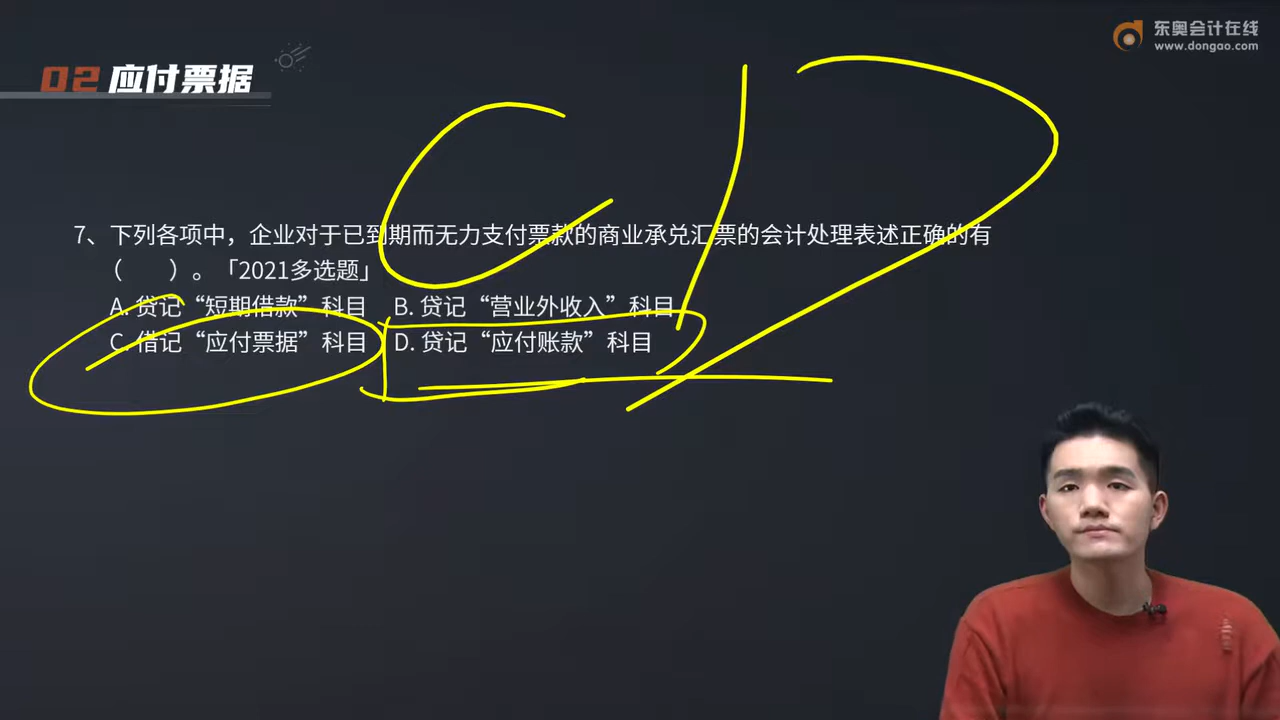 东奥会计在线
www.dongao.com
02 应付票据
7、下列各项中，企业对于已到期而无力支付票款的商业承兑汇票的会计处理表述正确的有
（　　）。「2021多选题」
A. 贷记“短期借款”科目　B. 贷记“营业外收入”科目
C. 借记“应付票据”科目　D. 贷记“应付账款”科目
CD